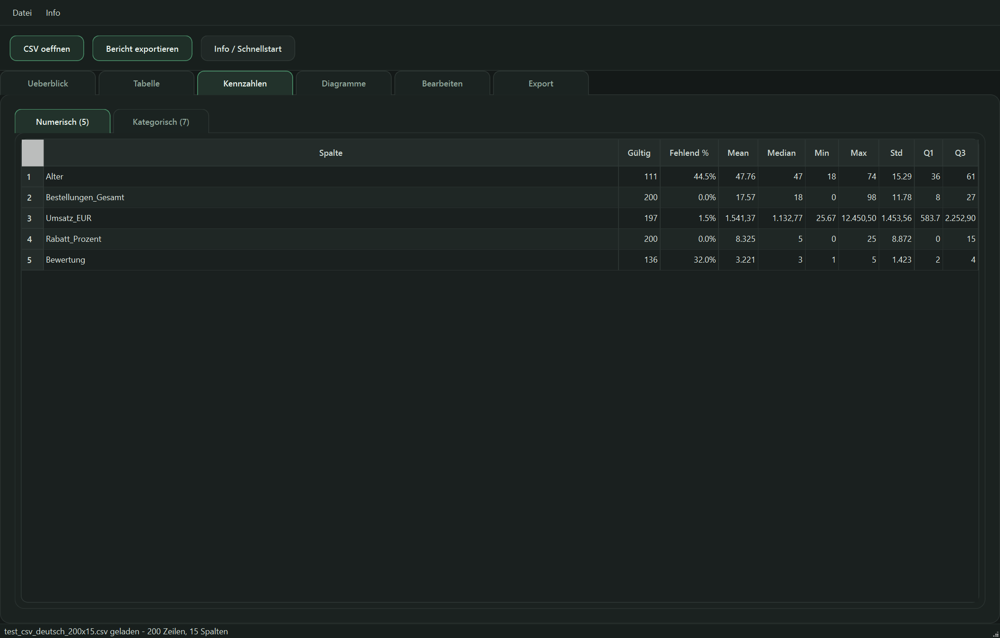 Datei Info
CSV oeffnen Bericht exportieren Info / Schnellstart
Ueberblick Tabelle Kennzahlen Diagramme Bearbeiten Export
Numerisch (5) Kategorisch (7)
Spalte Gültig Fehlend % Mean Median Min Max Std Q1 Q3
1 Alter 111 44.5% 47.76 47 18 74 15.29 36 61
2 Bestellungen_Gesamt 200 0.0% 17.57 18 0 98 11.78 8 27
3 Umsatz_EUR 197 1.5% 1.541,37 1.132,77 25.67 12.450,50 1.453,56 583.7 2.252,90
4 Rabatt_Prozent 200 0.0% 8.325 5 0 25 8.872 0 15
5 Bewertung 136 32.0% 3.221 3 1 5 1.423 2 4
test_csv_deutsch_200x15.csv geladen - 200 Zeilen, 15 Spalten